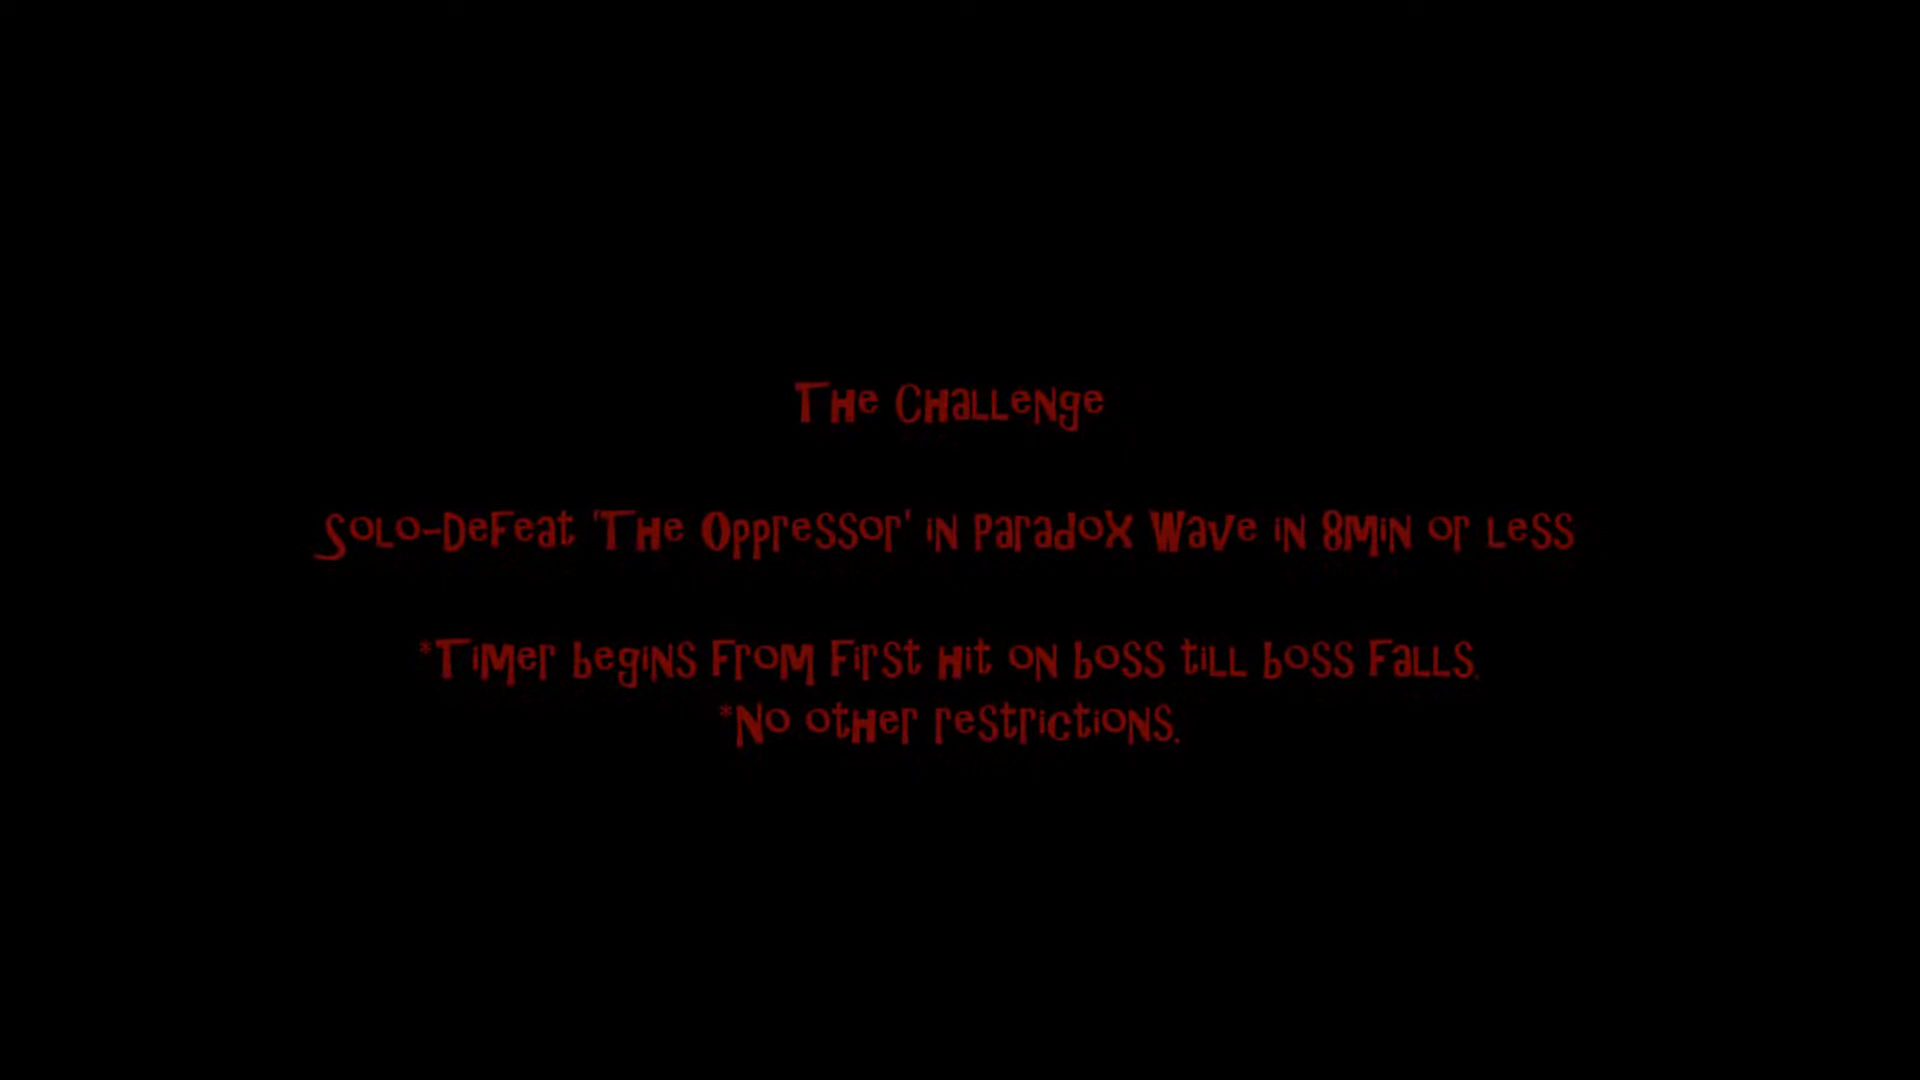 The Challenge
Solo-Defeat 'The Oppressor' in Paradox Wave in 8min or less
*Timer begins from first hit on boss till boss falls.
*No other restrictions.